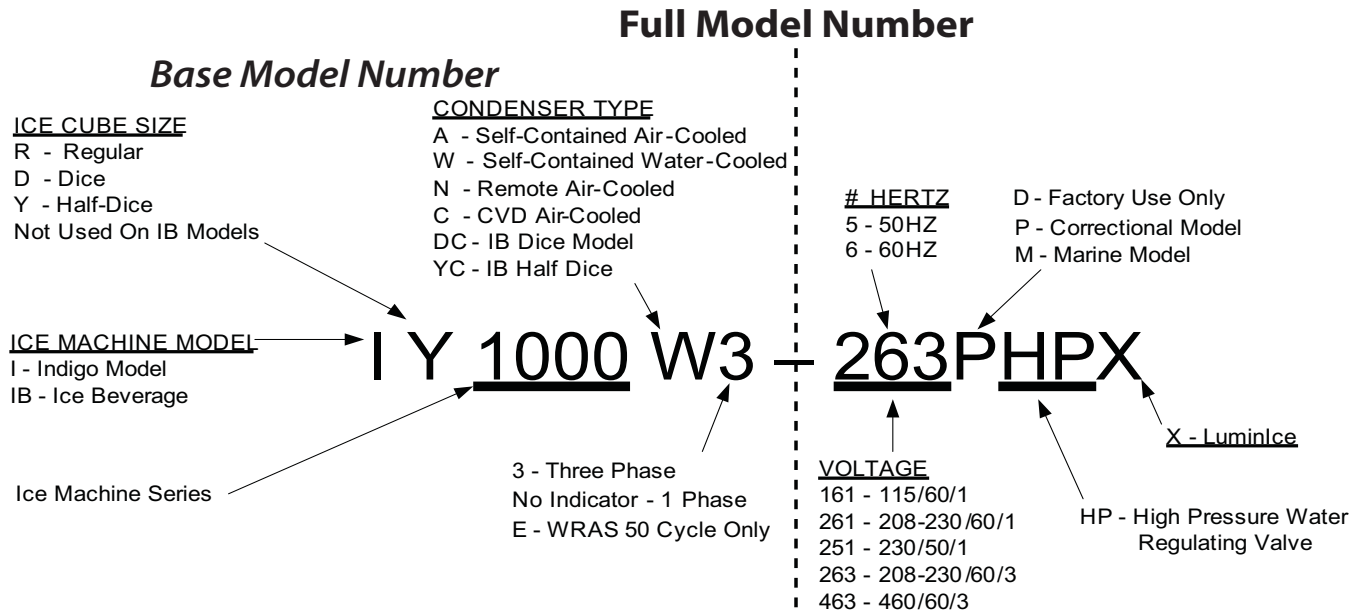 Full Model Number
Base Model Number
ICE CUBE SIZE
R - Regular
D - Dice
Y - Half-Dice
Not Used On IB Models
CONDENSER TYPE
A - Self-Contained Air-Cooled
W - Self-Contained Water-Cooled
N - Remote Air-Cooled
C - CVD Air-Cooled
DC - IB Dice Model
YC - IB Half Dice
# HERTZ
5 - 50HZ
6 - 60HZ
D - Factory Use Only
P - Correctional Model
M - Marine Model
ICE MACHINE MODEL
I - Indigo Model
IB - Ice Beverage
I Y 1000 W3 – 263PHPX
Ice Machine Series
3 - Three Phase
No Indicator - 1 Phase
E - WRAS 50 Cycle Only
VOLTAGE
161 - 115/60/1
261 - 208-230/60/1
251 - 230/50/1
263 - 208-230/60/3
463 - 460/60/3
HP - High Pressure Water
Regulating Valve
X - LuminIce